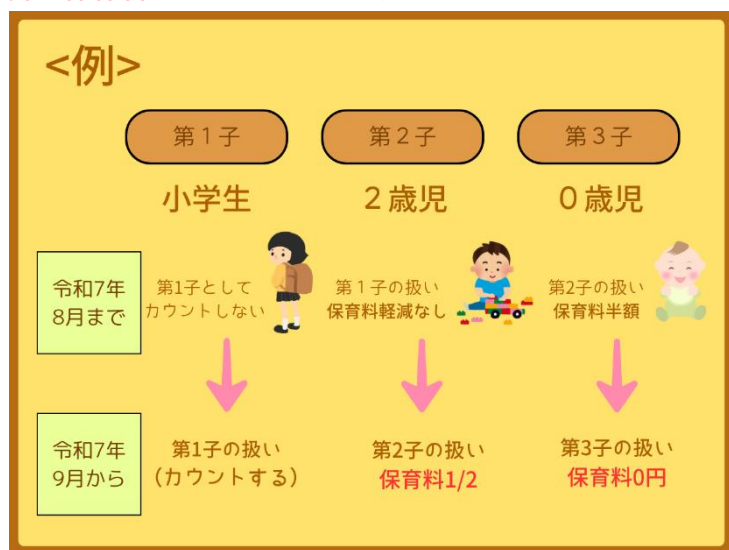 <例>
第１子
第２子
第３子
小学生
２歳児
０歳児
令和7年
8月まで
第1子として
カウントしない
第１子の扱い
保育料軽減なし
第2子の扱い
保育料半額
令和7年
9月から
第1子の扱い
(カウントする)
第2子の扱い
保育料1/2
第3子の扱い
保育料0円